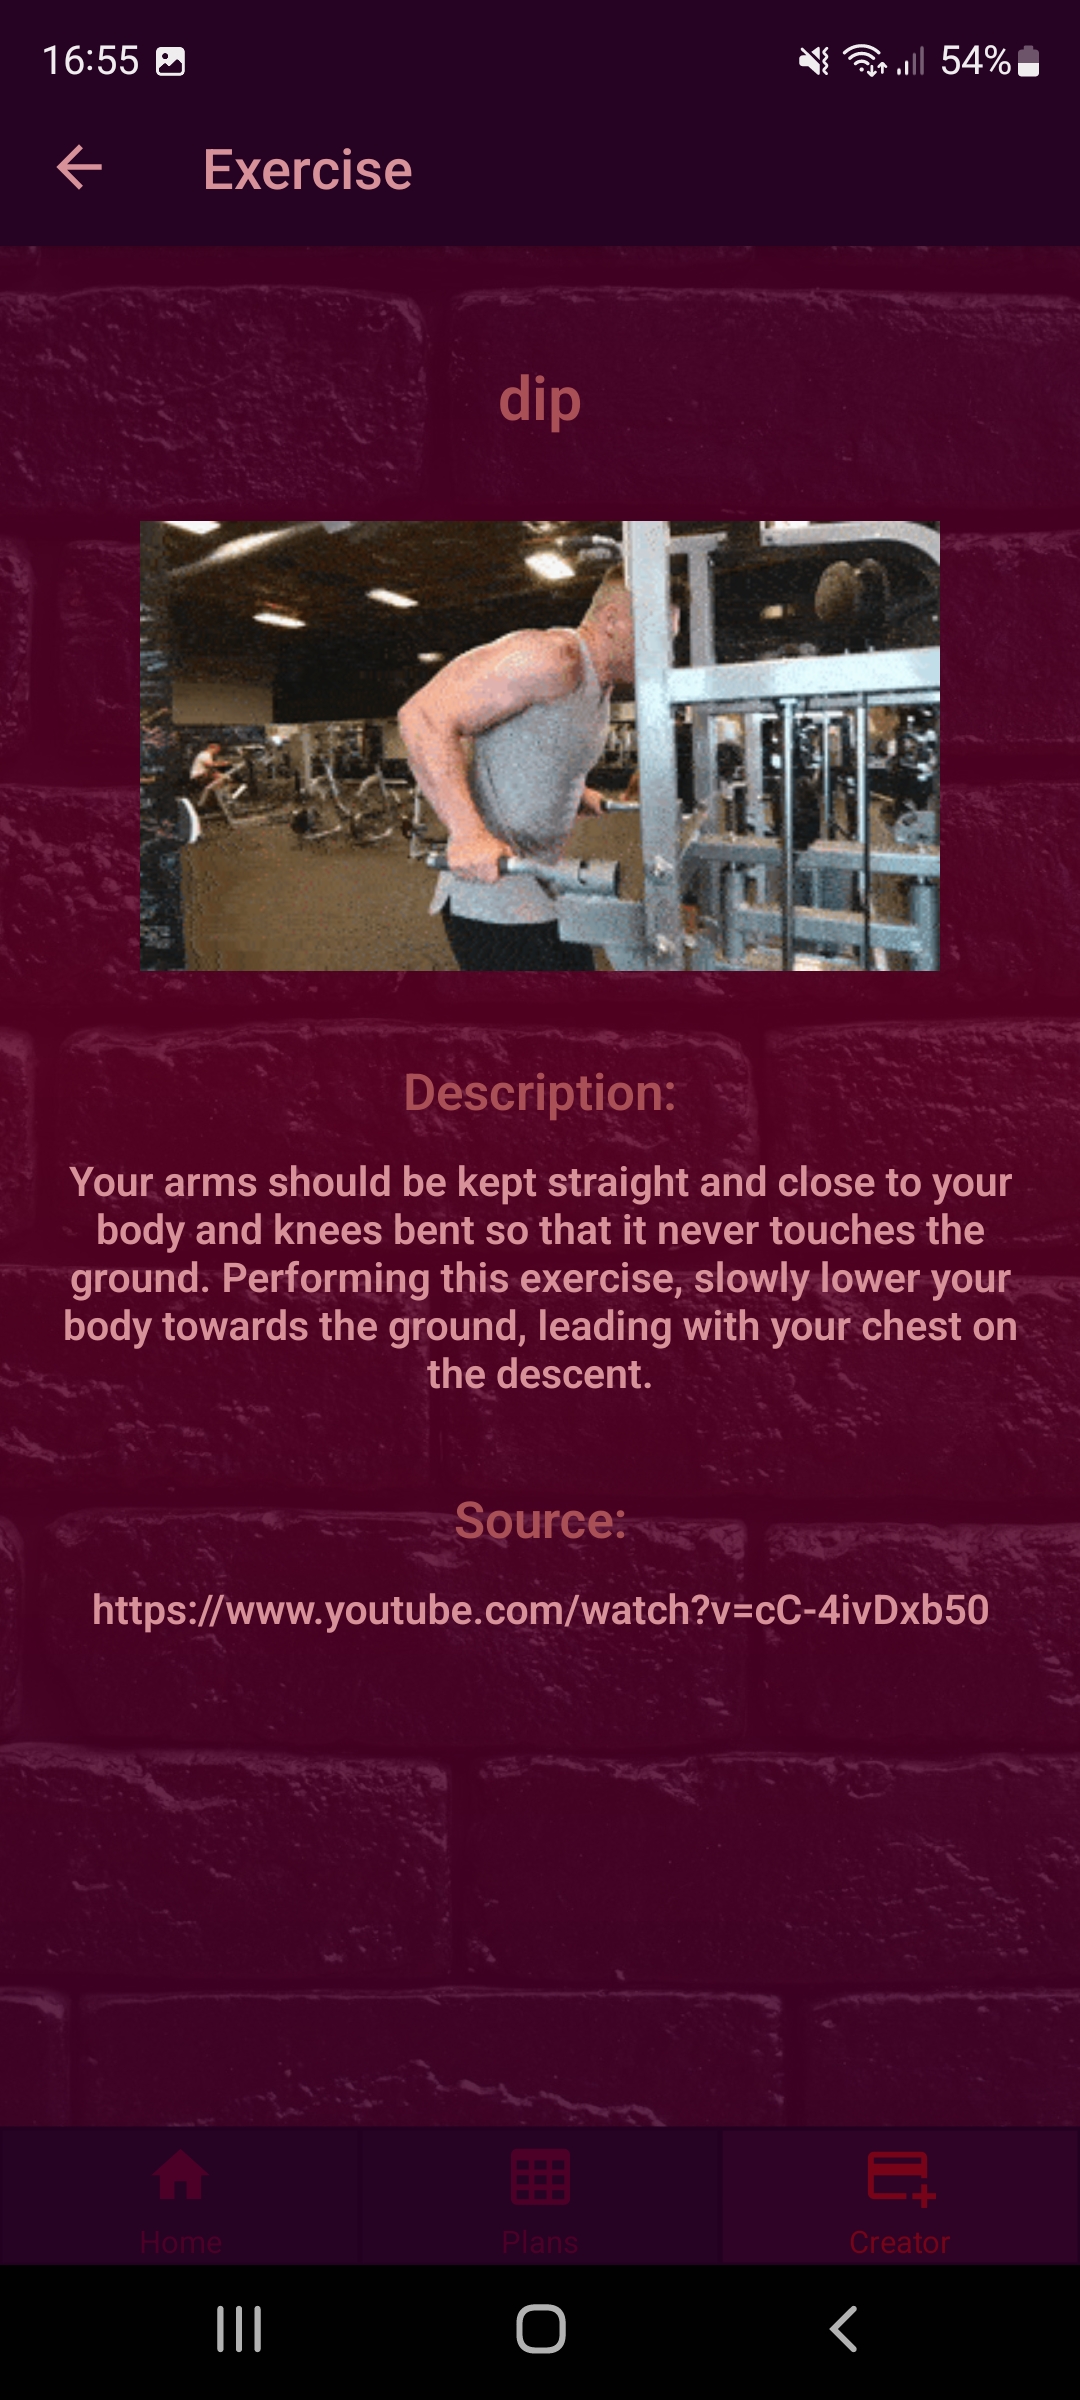 16:55
54%
Exercise
dip
Description:
Your arms should be kept straight and close to your
body and knees bent so that it never touches the
ground. Performing this exercise, slowly lower your
body towards the ground, leading with your chest on
the descent.
Source:
https://www.youtube.com/watch?v=cC-4ivDxb50
Home
Plans
Creator